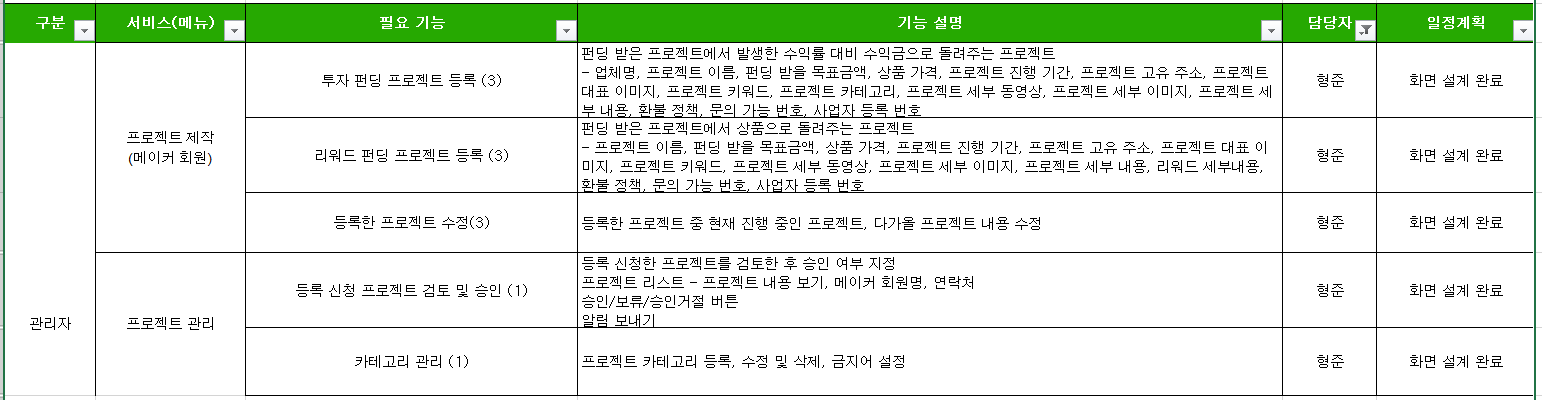 구분
서비스(메뉴)
필요 기능
기능 설명
담당자
일정계획
투자 펀딩 프로젝트 등록 (3)
펀딩 받은 프로젝트에서 발생한 수익률 대비 수익금으로 돌려주는 프로젝트
- 업체명, 프로젝트 이름, 펀딩 받을 목표금액, 상품 가격, 프로젝트 진행 기간, 프로젝트 고유 주소, 프로젝트
대표 이미지, 프로젝트 키워드, 프로젝트 카테고리, 프로젝트 세부 동영상, 프로젝트 세부 이미지, 프로젝트 세
부 내용, 환불 정책, 문의 가능 번호, 사업자 등록 번호
형준
화면 설계 완료
프로젝트 제작
(메이커 회원)
리워드 펀딩 프로젝트 등록 (3)
펀딩 받은 프로젝트에서 상품으로 돌려주는 프로젝트
- 프로젝트 이름, 펀딩 받을 목표금액, 상품 가격, 프로젝트 진행 기간, 프로젝트 고유 주소, 프로젝트 대표 이
미지, 프로젝트 키워드, 프로젝트 세부 동영상, 프로젝트 세부 이미지, 프로젝트 세부 내용, 리워드 세부내용,
환불 정책, 문의 가능 번호, 사업자 등록 번호
형준
화면 설계 완료
등록한 프로젝트 수정(3)
등록한 프로젝트 중 현재 진행 중인 프로젝트, 다가올 프로젝트 내용 수정
형준
화면 설계 완료
관리자
프로젝트 관리
등록 신청 프로젝트 검토 및 승인 (1)
등록 신청한 프로젝트를 검토한 후 승인 여부 지정
프로젝트 리스트 - 프로젝트 내용 보기, 메이커 회원명, 연락처
승인/보류/승인거절 버튼
알림 보내기
형준
화면 설계 완료
카테고리 관리 (1)
프로젝트 카테고리 등록, 수정 및 삭제, 금지어 설정
형준
화면 설계 완료